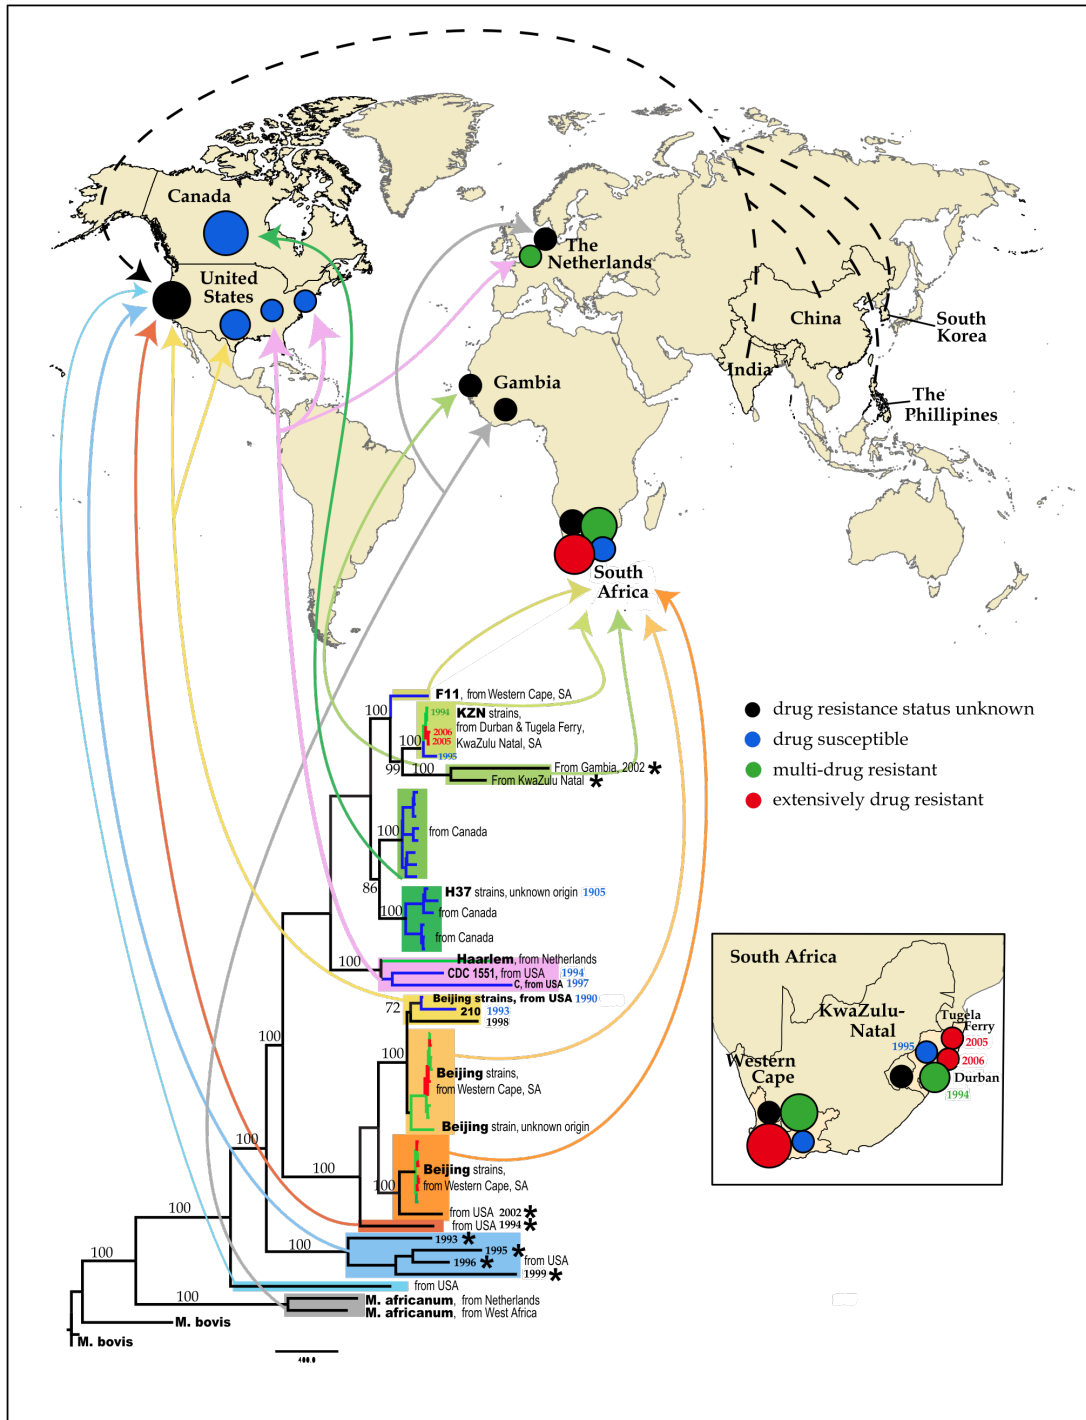 Canada
United
States
The
Netherlands
Gambia
China
India
South
Korea
The
Phillipines
South
Africa
drug resistance status unknown
drug susceptible
multi-drug resistant
extensively drug resistant
F11, from Western Cape, SA
1994
KZN strines,
2006
2005
from Durban & Tugela Ferry,
KwaZulu Natal, SA
1995
From Gambia, 2002 *
From KwaZulu Natal *
from Canada
H37 strains, unknown origin 1905
from Canada
from Canada
Haarlem, from Netherlands
CDC 1551, from USA 1994
C, from USA 1997
Beijing strains, from USA 1990
210 1993
1998
Beijing strains,
from Western Cape, SA
Beijing strain, unknown origin
Beijing strains,
from Western Cape, SA
from USA 2002 *
from USA 1994 *
1993 *
1995 *
1996 *
from USA
1999 *
from USA
M. africanum, from Netherlands
M. africanum, from West Africa
M. bovis
M. bovis
400.0
100
100
99
100
100
86
100
100
72
100
100
100
100
100
100
100
100
100
South Africa
KwaZulu-
Natal
Tugela
Ferry
1995
2005
2006
Durban
1994
Western
Cape